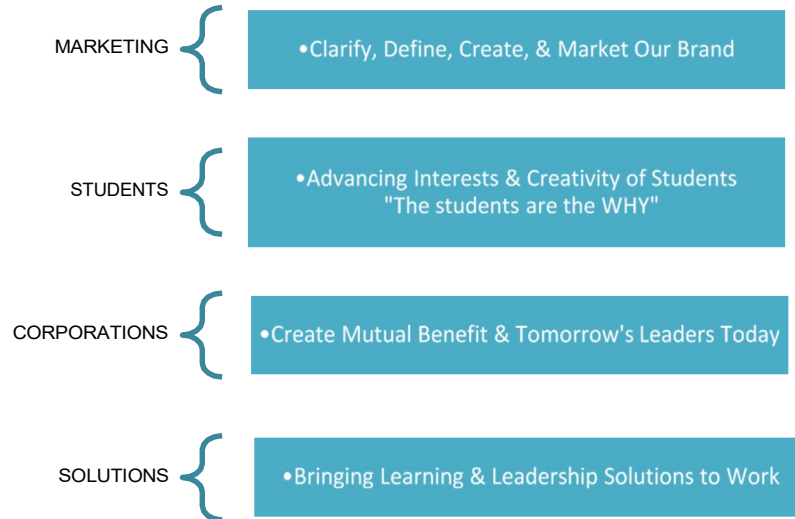 MARKETING
•Clarify, Define, Create, & Market Our Brand
STUDENTS
•Advancing Interests & Creativity of Students
"The students are the WHY"
CORPORATIONS
•Create Mutual Benefit & Tomorrow's Leaders Today
SOLUTIONS
•Bringing Learning & Leadership Solutions to Work